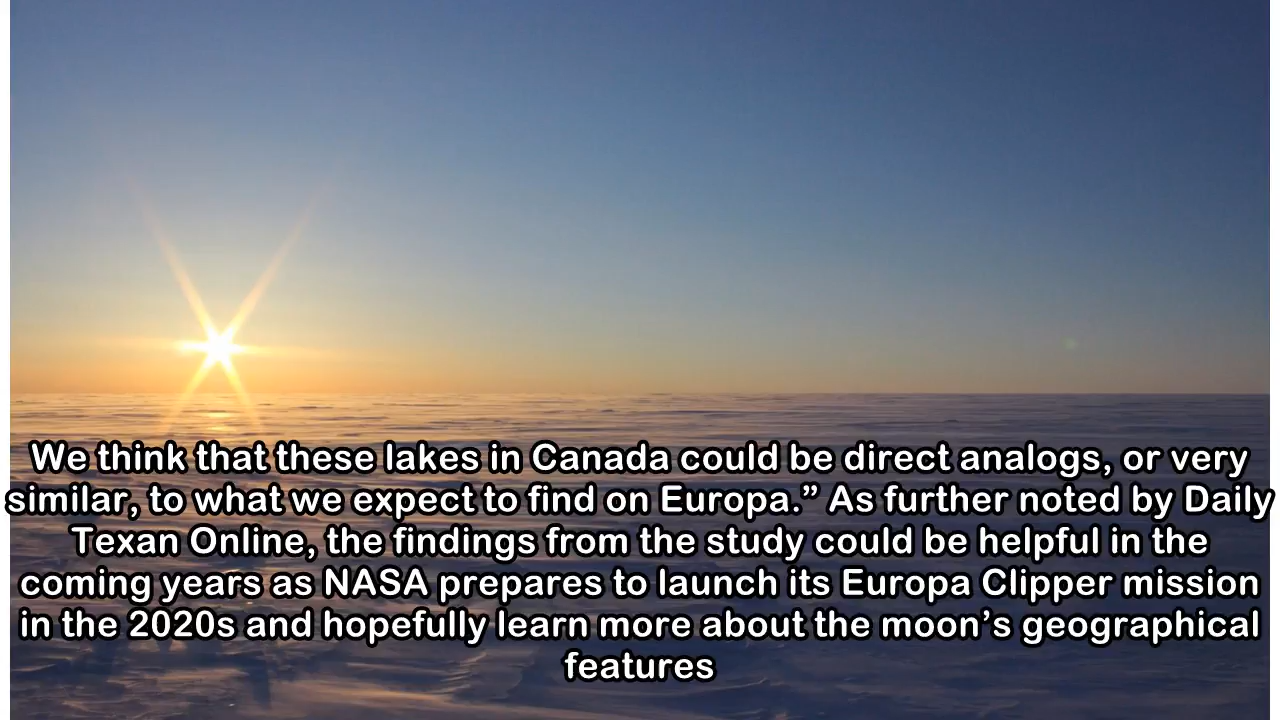 We think that these lakes in Canada could be direct analogs, or very
similar, to what we expect to find on Europa.” As further noted by Daily
Texan Online, the findings from the study could be helpful in the
coming years as NASA prepares to launch its Europa Clipper mission
in the 2020s and hopefully learn more about the moon’s geographical
features